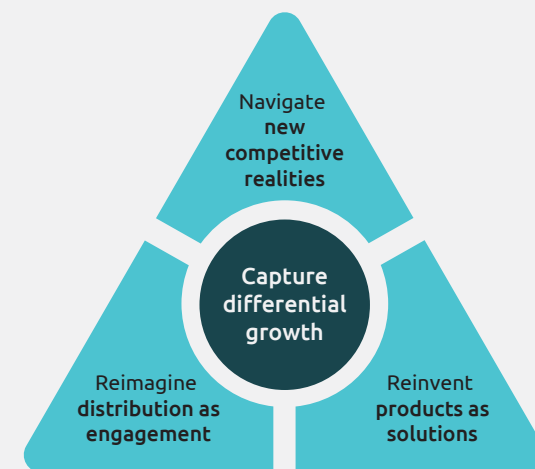 Navigate
new
competitive
realities
Capture
differential
growth
Reimagine
distribution as
engagement
Reinvent
products as
solutions